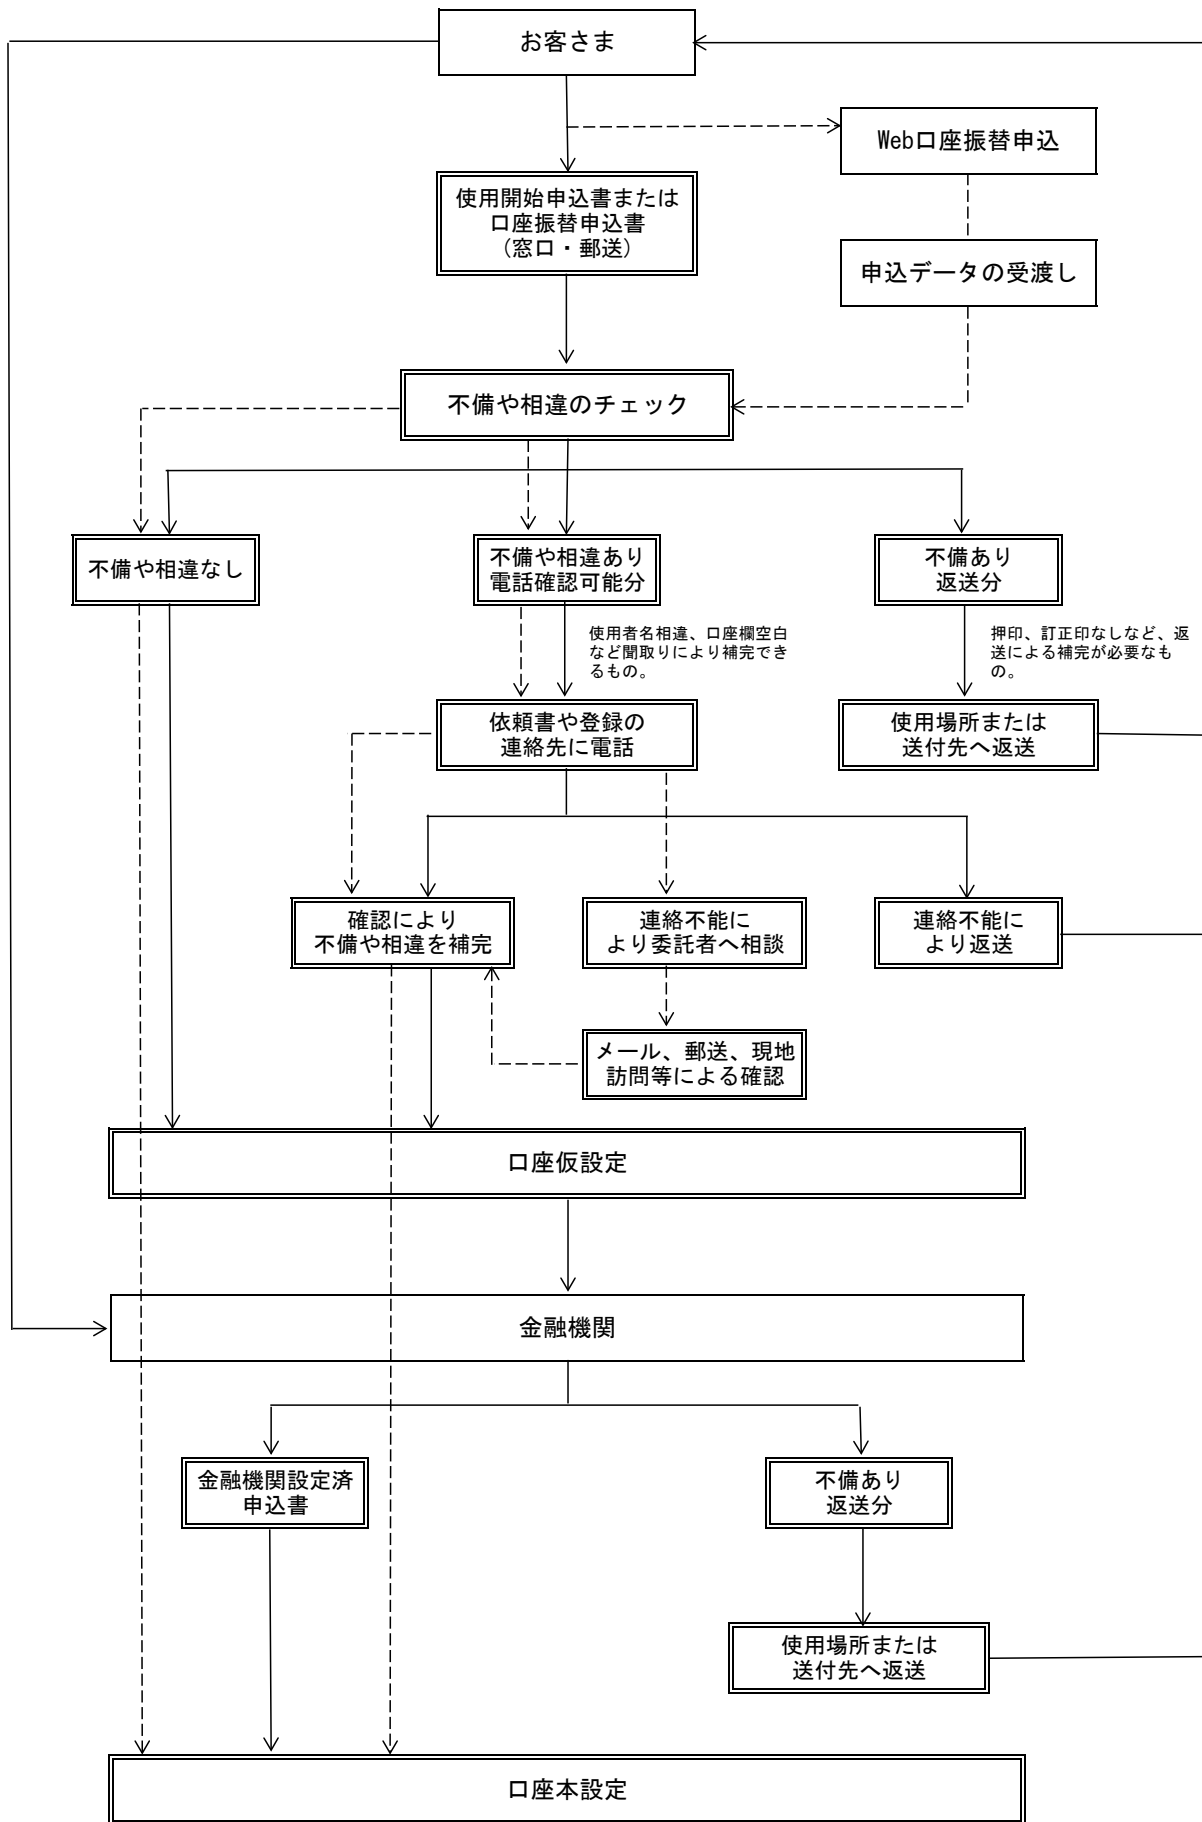 お客さま
Web口座振替申込
使用開始申込書または
口座振替申込書
(窓口・郵送)
申込データの受渡し
不備や相違のチェック
不備や相違なし
不備や相違あり
電話確認可能分
不備あり
返送分
使用者名相違、口座欄空白
など聞取りにより補完でき
るもの。
押印、訂正印なしなど、返
送による補完が必要なも
の。
依頼書や登録の
連絡先に電話
使用場所または
送付先へ返送
確認により
不備や相違を補完
連絡不能に
より委託者へ相談
連絡不能に
より返送
メール、郵送、現地
訪問等による確認
口座仮設定
金融機関
金融機関設定済
申込書
不備あり
返送分
使用場所または
送付先へ返送
口座本設定